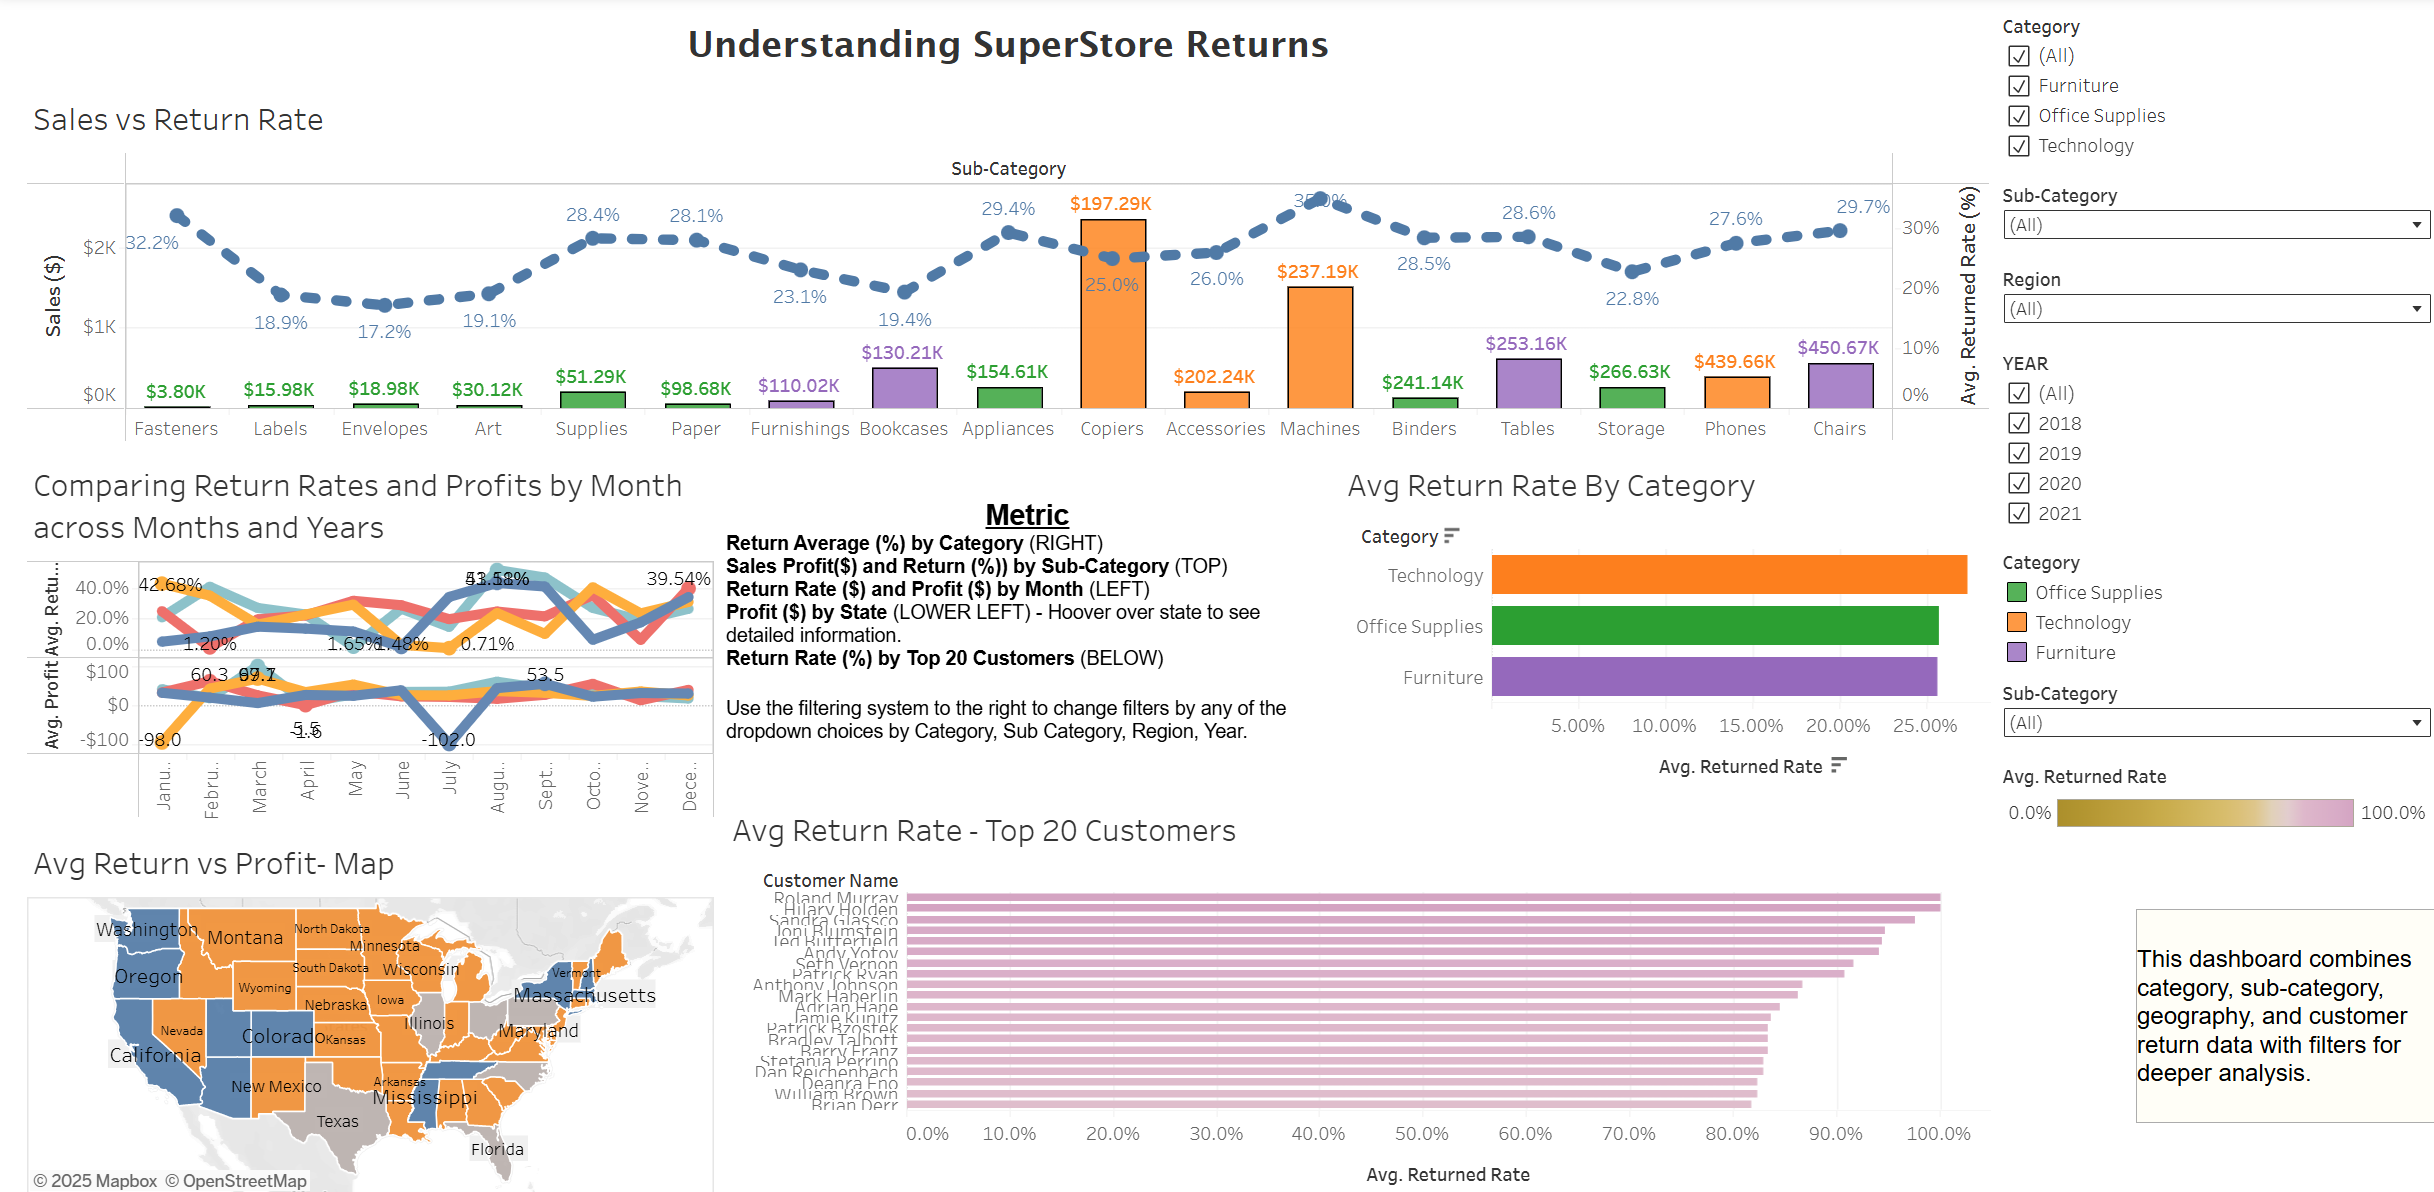 Understanding SuperStore Returns
Sales vs Return Rate
Sub-Category
Sales ($)
$2K
$1K
$0K
32.2%
18.9%
17.2%
19.1%
28.4%
28.1%
23.1%
19.4%
29.4%
25.0%
26.0%
28.5%
28.6%
22.8%
27.6%
29.7%
$3.80K
$15.98K
$18.98K
$30.12K
$51.29K
$98.68K
$110.02K
$130.21K
$154.61K
$197.29K
$202.24K
$237.19K
$241.14K
$253.16K
$266.63K
$439.66K
$450.67K
Fasteners Labels Envelopes Art Supplies Paper Furnishings Bookcases Appliances Copiers Accessories Machines Binders Tables Storage Phones Chairs
30%
20%
10%
0%
Avg. Returned Rate (%)
Comparing Return Rates and Profits by Month
across Months and Years
Avg. Retu...
40.0%
20.0%
0.0%
42.68%
1.20%
1.65%
1.48%
0.71%
39.54%
Avg. Profit
$100
$0
-$100
-98.0
60.3
-102.0
53.5
Janu..
Febru..
March
April
May
June
July
Augu..
Sept..
Octo..
Nove..
Dece..
Metric
Return Average (%) by Category (RIGHT)
Sales Profit($) and Return (%)) by Sub-Category (TOP)
Return Rate ($) and Profit ($) by Month (LEFT)
Profit ($) by State (LOWER LEFT) - Hoover over state to see
detailed information.
Return Rate (%) by Top 20 Customers (BELOW)
Use the filtering system to the right to change filters by any of the
dropdown choices by Category, Sub Category, Region, Year.
Avg Return Rate By Category
Category
Technology
Office Supplies
Furniture
5.00% 10.00% 15.00% 20.00% 25.00%
Avg. Returned Rate
Avg Return vs Profit- Map
Washington
Montana
North Dakota
Minnesota
Oregon
South Dakota
Wisconsin
Vermont
Wyoming
Massachusetts
Nebraska
Iowa
Nevada
Illinois
Maryland
Colorado
Kansas
California
New Mexico
Arkansas
Mississippi
Texas
Florida
© 2025 Mapbox © OpenStreetMap
Avg Return Rate - Top 20 Customers
Customer Name
Roland Murray
Hilary Holden
Sandra Glassco
Joni Blumstein
Ted Butterfield
Andy Yotov
Seth Vernon
Patrick Ryan
Anthony Johnson
Mark Haberlin
Adrian Hane
Jamie Kunitz
Patrick Bzostek
Bradley Talbott
Barry Franz
Stefania Perrino
Dan Reichenbach
Deanra Eno
William Brown
Brian Derr
0.0% 10.0% 20.0% 30.0% 40.0% 50.0% 60.0% 70.0% 80.0% 90.0% 100.0%
Avg. Returned Rate
Category
(All)
Furniture
Office Supplies
Technology
Sub-Category
(All)
Region
(All)
YEAR
(All)
2018
2019
2020
2021
Category
Office Supplies
Technology
Furniture
Sub-Category
(All)
Avg. Returned Rate
0.0% 100.0%
This dashboard combines
category, sub-category,
geography, and customer
return data with filters for
deeper analysis.